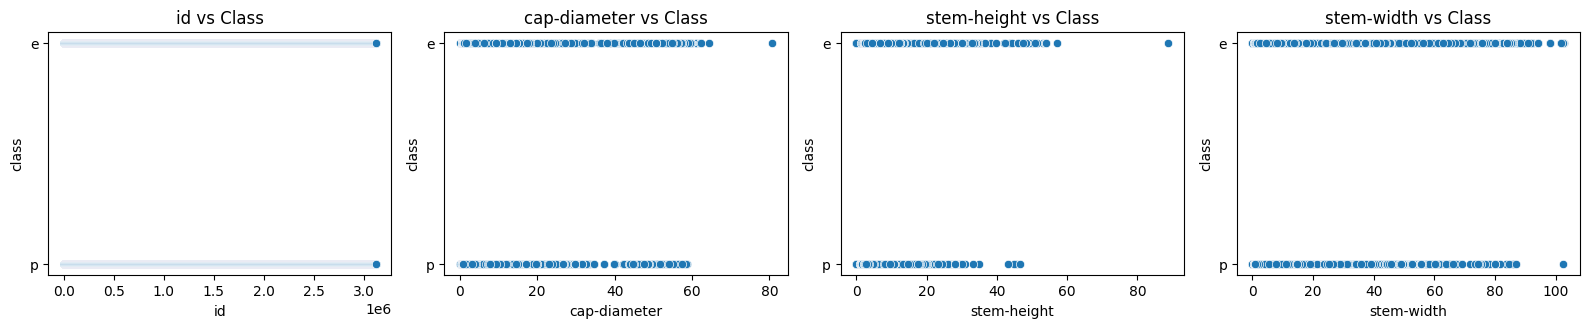 id vs Class
e
class
p
0.0 0.5 1.0 1.5 2.0 2.5 3.0
1e6
id
cap-diameter vs Class
e
class
p
0 20 40 60 80
cap-diameter
stem-height vs Class
e
class
p
0 20 40 60 80
stem-height
stem-width vs Class
e
class
p
0 20 40 60 80 100
stem-width